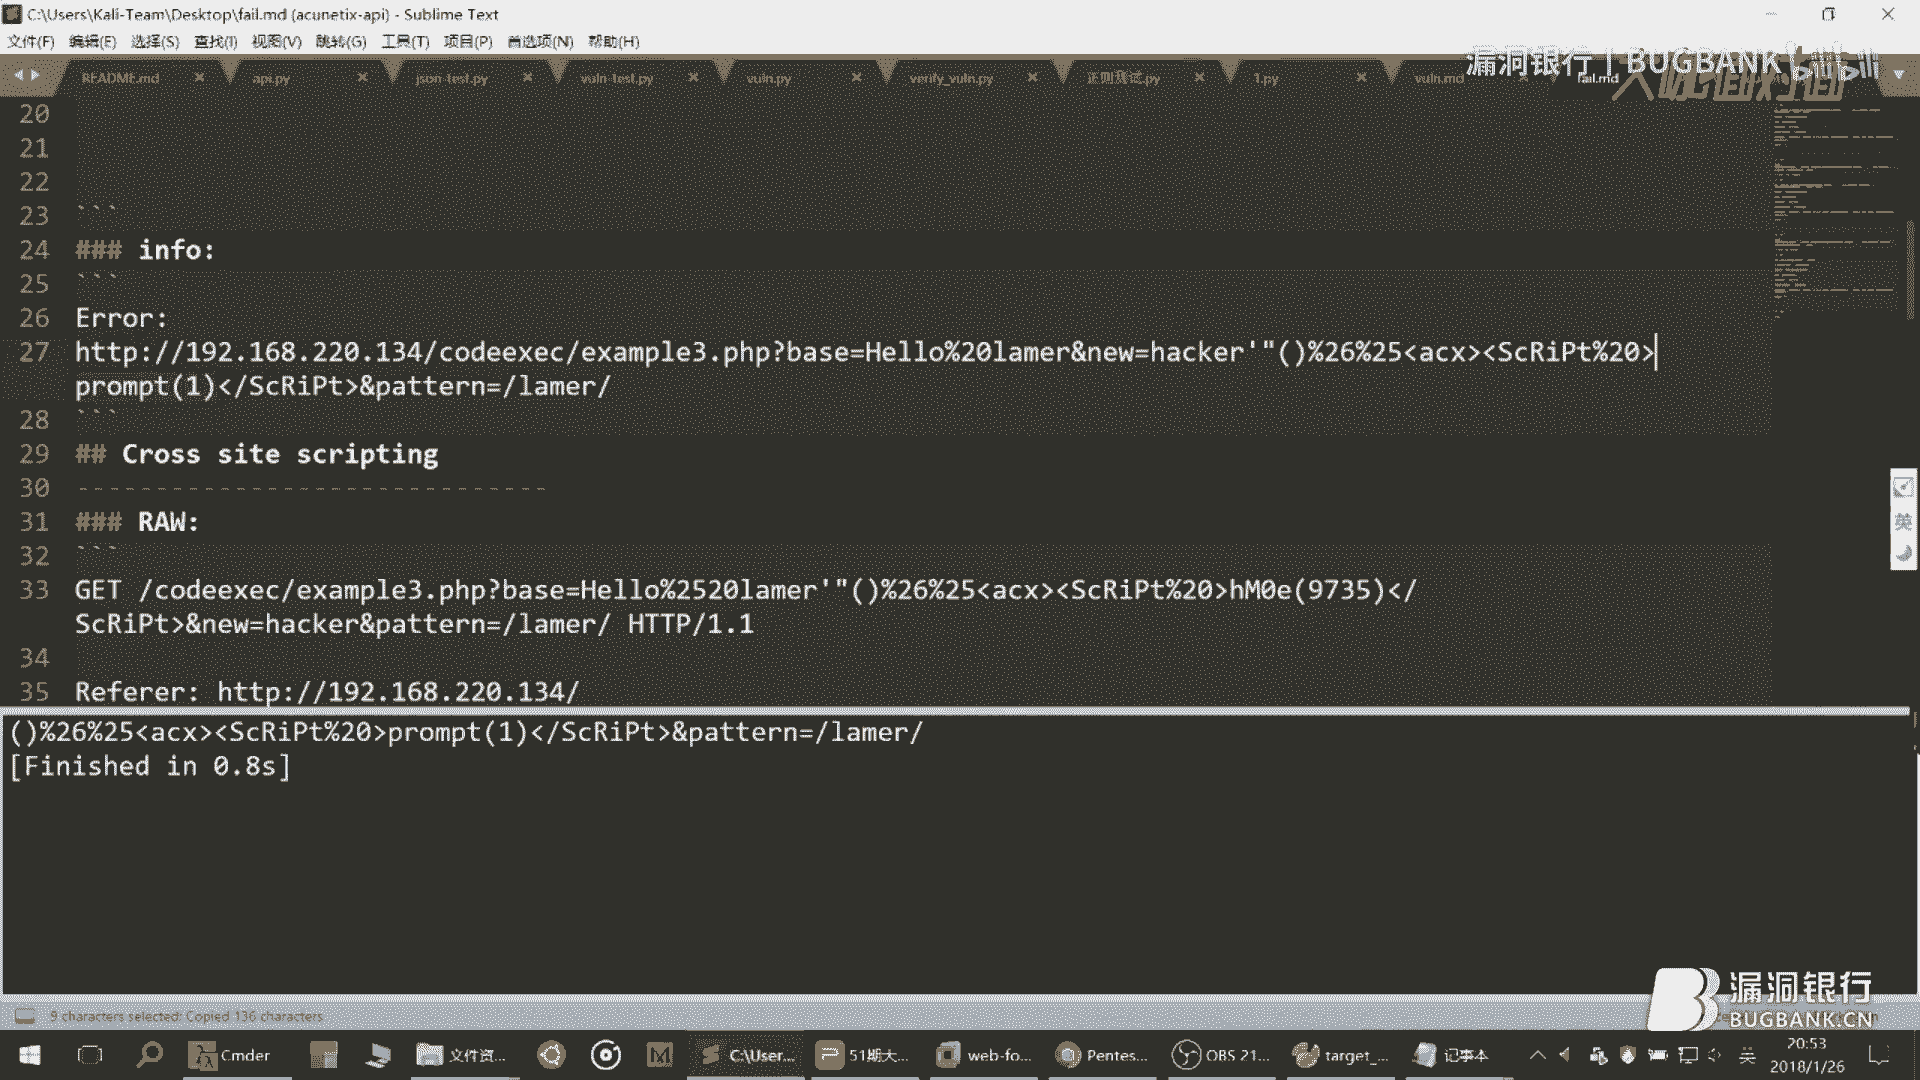 C:\Users\Kali-Team\Desktop\fail.md (acunetix-api) - Sublime Text
文件(F) 编辑(E) 选择(S) 查找(I) 视图(V) 跳转(G) 工具(T) 项目(P) 首选项(N) 帮助(H)
漏洞银行 | BUGBANK
README.md api.py json-test.py vuln-test.py vuln.py verify_vuln.py 正则测试.py 1.py vuln.md fail.md
20
21
22
23 ```
24 ### info:
25 ```
26 Error:
27 http://192.168.220.134/codeexec/example3.php?base=Hello%20lamer&new=hacker'"()%26%25<acx><ScRiPt%20>
prompt(1)</ScRiPt>&pattern=/lamer/
28 ```
29 ## Cross site scripting
30 ------------------------------
31 ### RAW:
32 ```
33 GET /codeexec/example3.php?base=Hello%2520lamer'"()%26%25<acx><ScRiPt%20>hM0e(9735)</
ScRiPt>&new=hacker&pattern=/lamer/ HTTP/1.1
34
35 Referer: http://192.168.220.134/
英
()%26%25<acx><ScRiPt%20>prompt(1)</ScRiPt>&pattern=/lamer/
[Finished in 0.8s]
漏洞银行
BUGBANK.CN
9 characters selected: Copied 136 characters
Cmder 文件资... C:\User... 51期大... web-fo... Pentes... OBS 21... target_... 记事本 英 20:53
2018/1/26